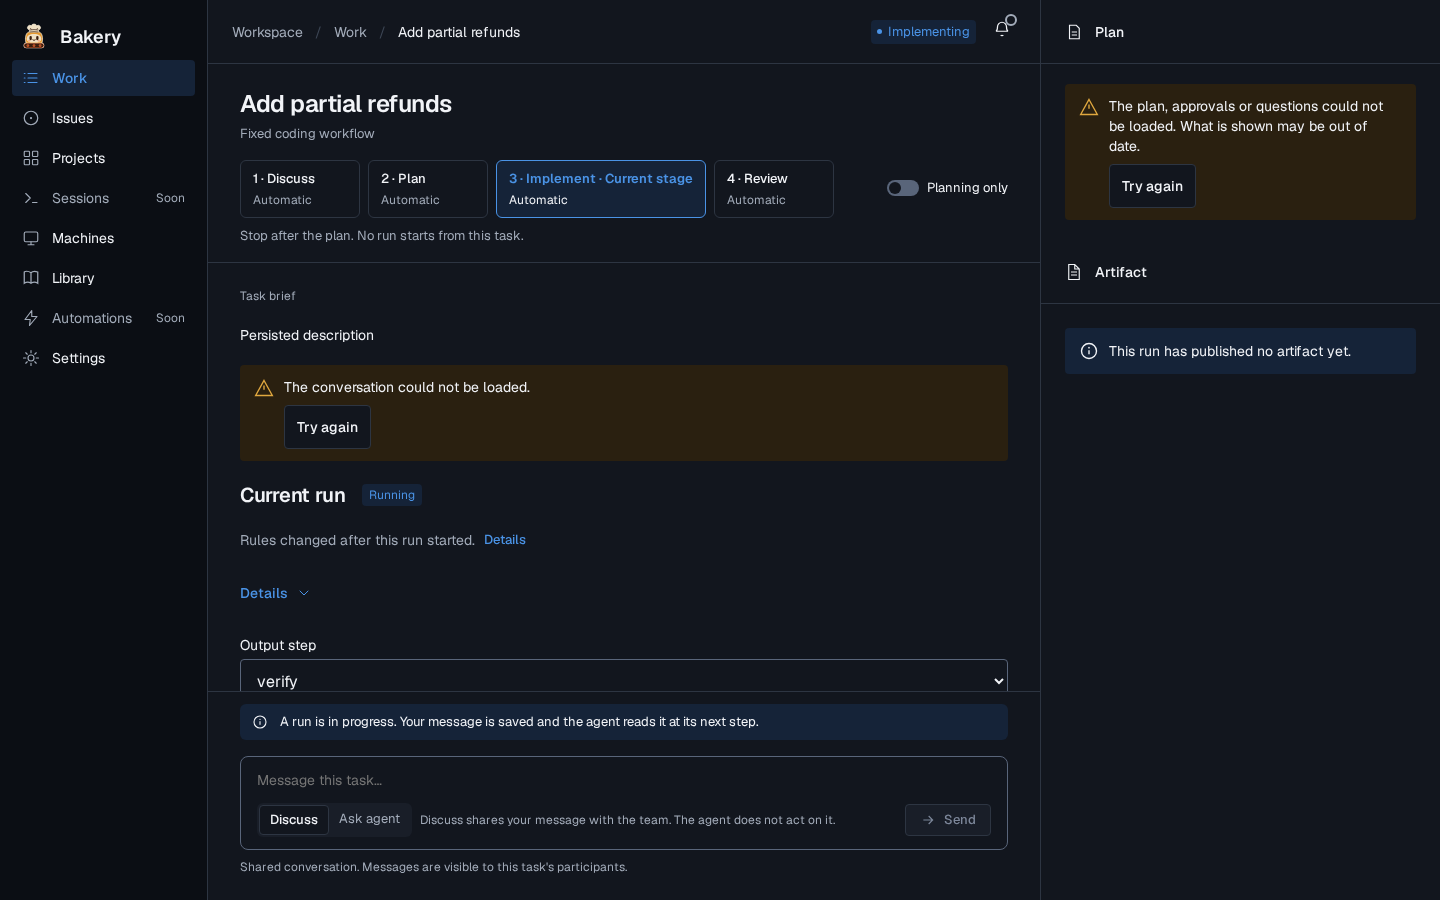 Bakery
Work
Issues
Projects
Sessions Soon
Machines
Library
Automations Soon
Settings
Workspace / Work / Add partial refunds
Implementing
Add partial refunds
Fixed coding workflow
1 · Discuss
Automatic
2 · Plan
Automatic
3 · Implement · Current stage
Automatic
4 · Review
Automatic
Planning only
Stop after the plan. No run starts from this task.
Task brief
Persisted description
The conversation could not be loaded.
Try again
Current run Running
Rules changed after this run started. Details
Details
Output step
verify
A run is in progress. Your message is saved and the agent reads it at its next step.
Message this task...
Discuss Ask agent Discuss shares your message with the team. The agent does not act on it. Send
Shared conversation. Messages are visible to this task's participants.
Plan
The plan, approvals or questions could not
be loaded. What is shown may be out of
date.
Try again
Artifact
This run has published no artifact yet.